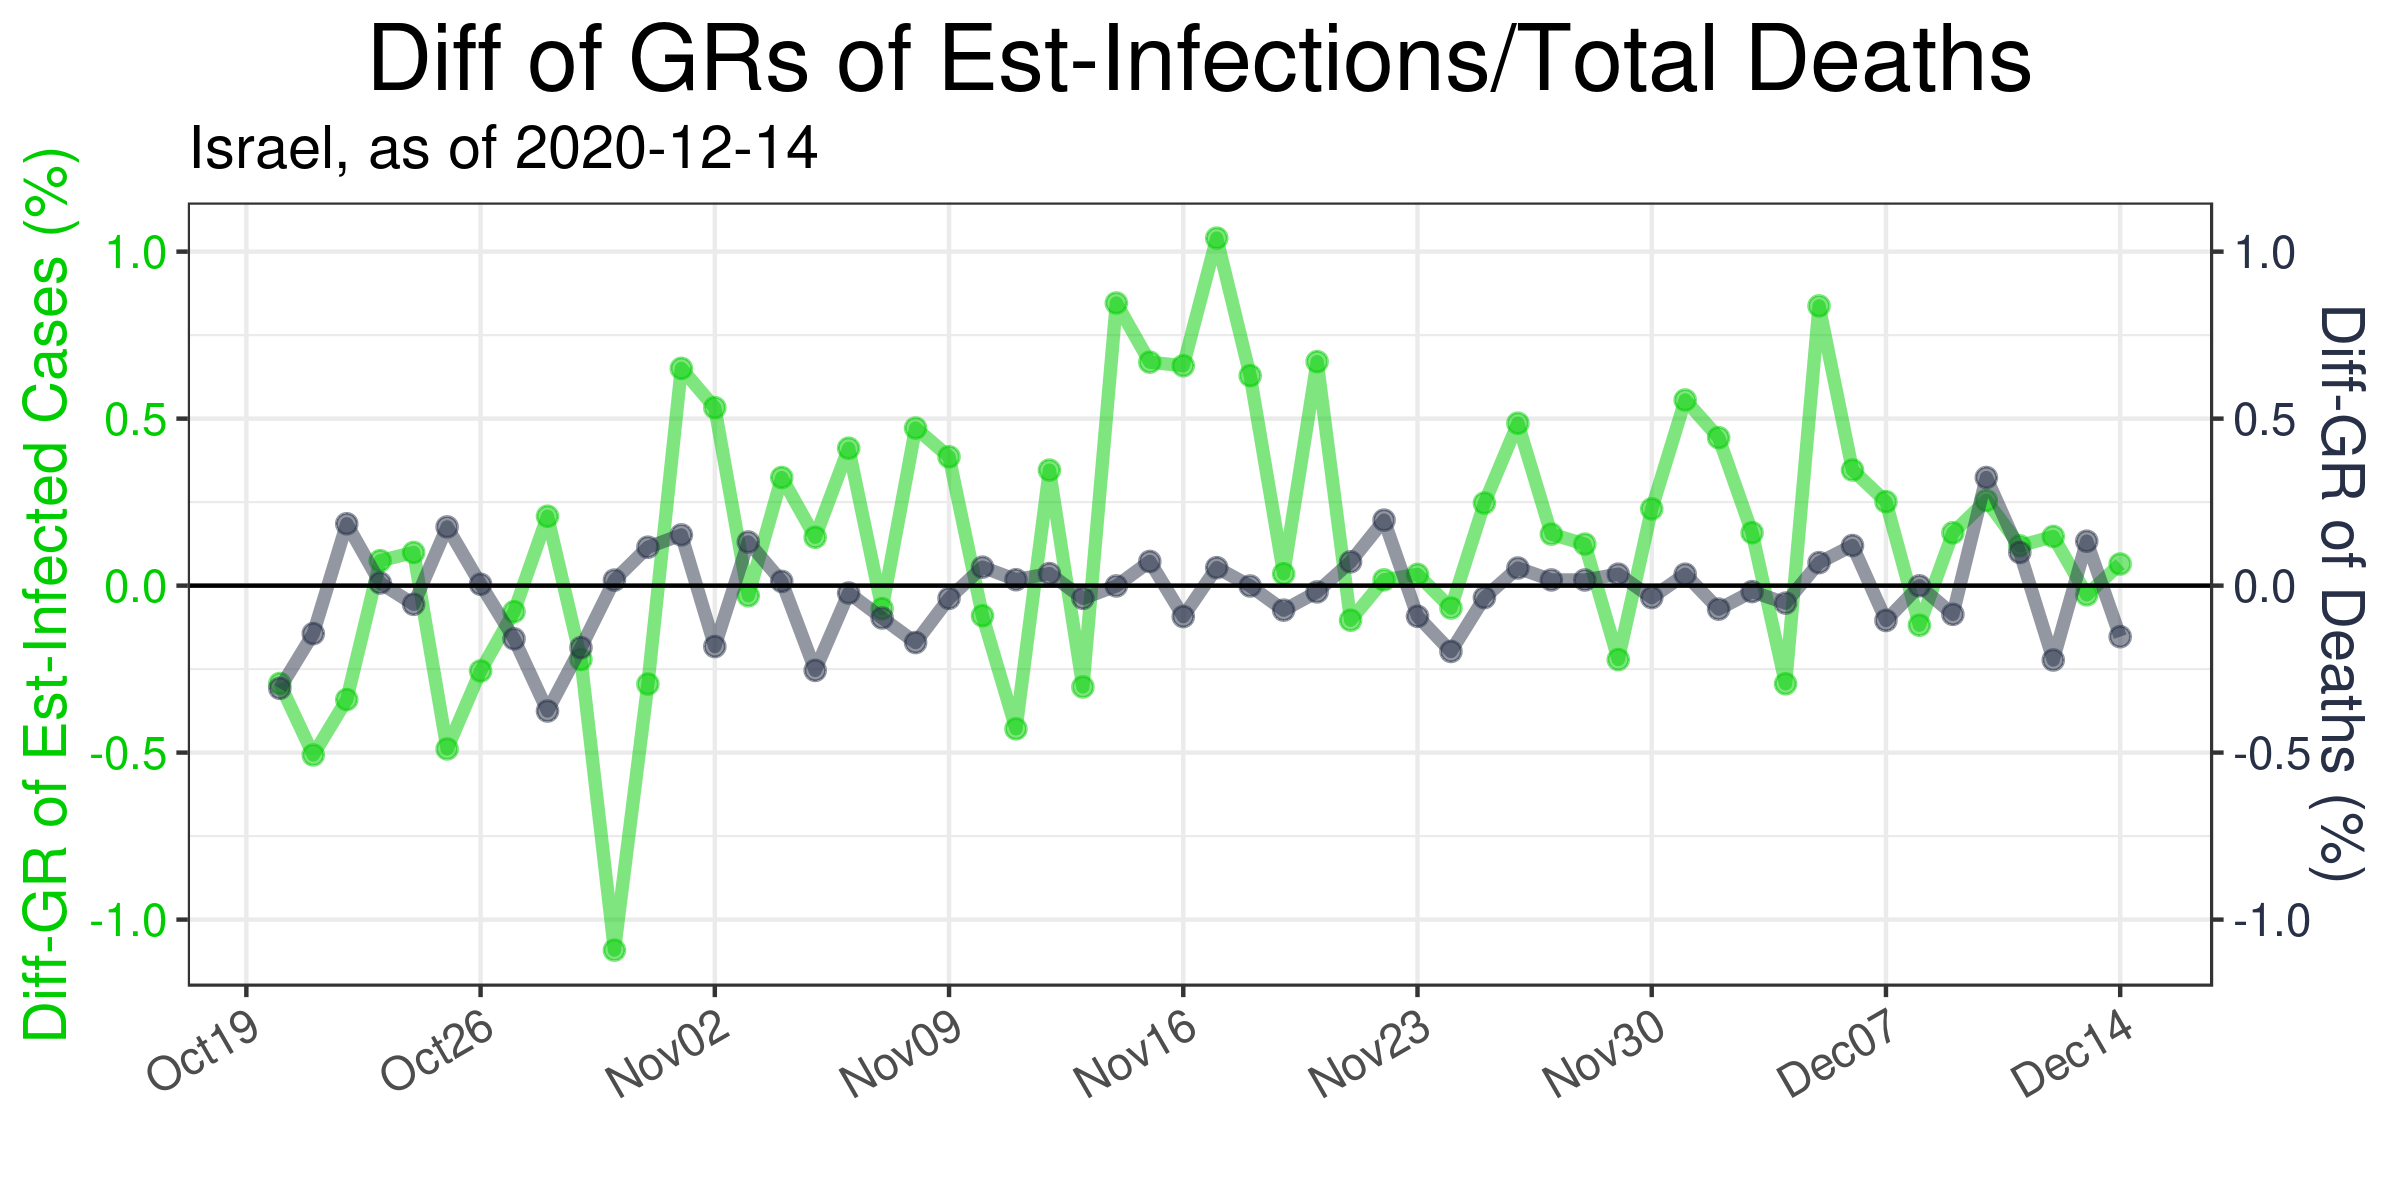 Diff of GRs of Est-Infections/Total Deaths
Israel, as of 2020-12-14
Diff-GR of Est-Infected Cases (%)
1.0
0.5
0.0
-0.5
-1.0
1.0
0.5
0.0
-0.5
-1.0
Diff-GR of Deaths (%)
Oct19 Oct26 Nov02 Nov09 Nov16 Nov23 Nov30 Dec07 Dec14